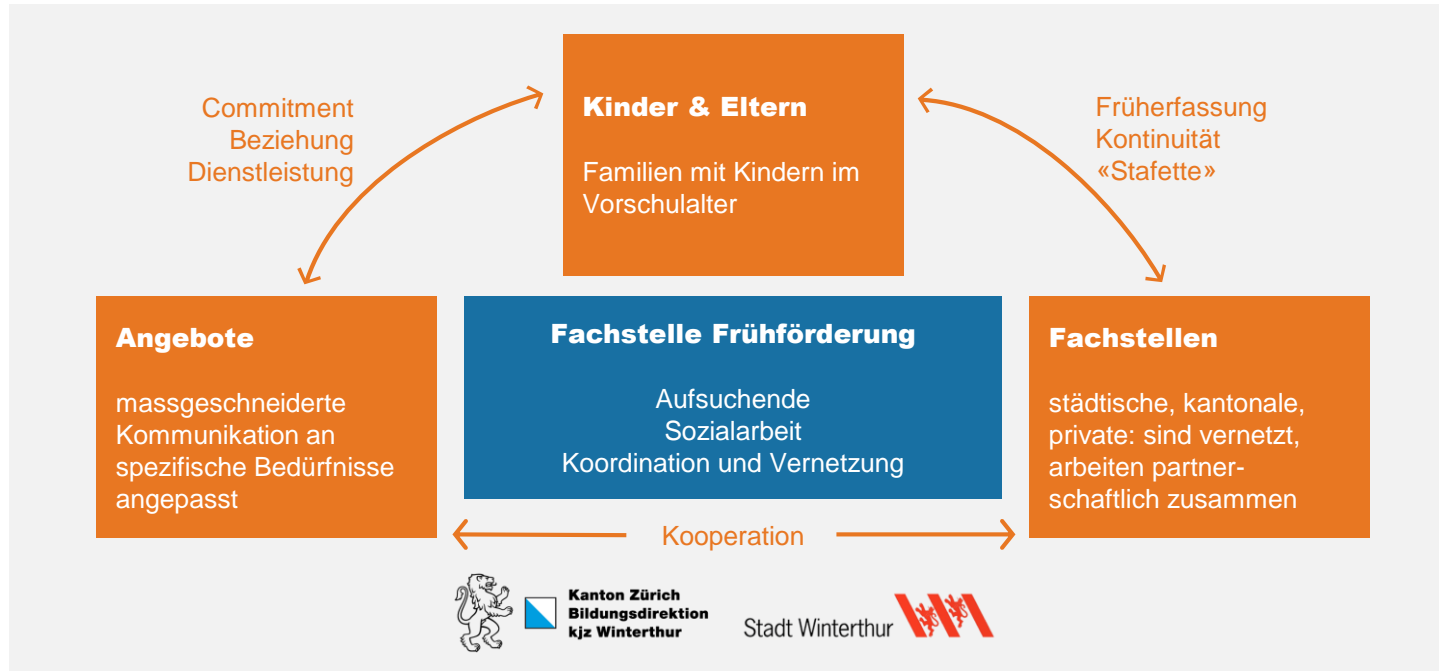 Commitment
Beziehung
Dienstleistung
Kinder & Eltern
Familien mit Kindern im
Vorschulalter
Früherfassung
Kontinuität
«Stafette»
Angebote
massgeschneiderte
Kommunikation an
spezifische Bedürfnisse
angepasst
Fachstelle Frühförderung
Aufsuchende
Sozialarbeit
Koordination und Vernetzung
Fachstellen
städtische, kantonale,
private: sind vernetzt,
arbeiten partner-
schaftlich zusammen
Kooperation
Kanton Zürich
Bildungsdirektion
kjz Winterthur
Stadt Winterthur